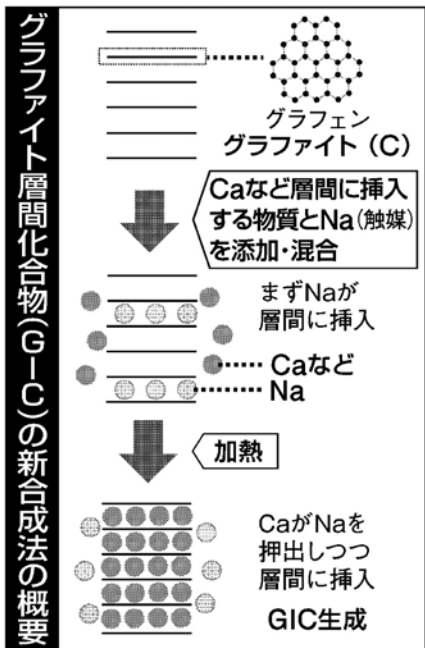 グラファイト層間化合物(GIC)の新合成法の概要
グラフェン
グラファイト(C)
Caなど層間に挿入
する物質とNa(触媒)
を添加・混合
まずNaが
層間に挿入
Caなど
Na
加熱
CaがNaを
押出しつつ
層間に挿入
GIC生成